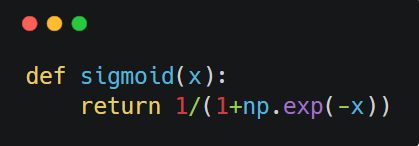 def sigmoid(x):
    return 1/(1+np.exp(-x))